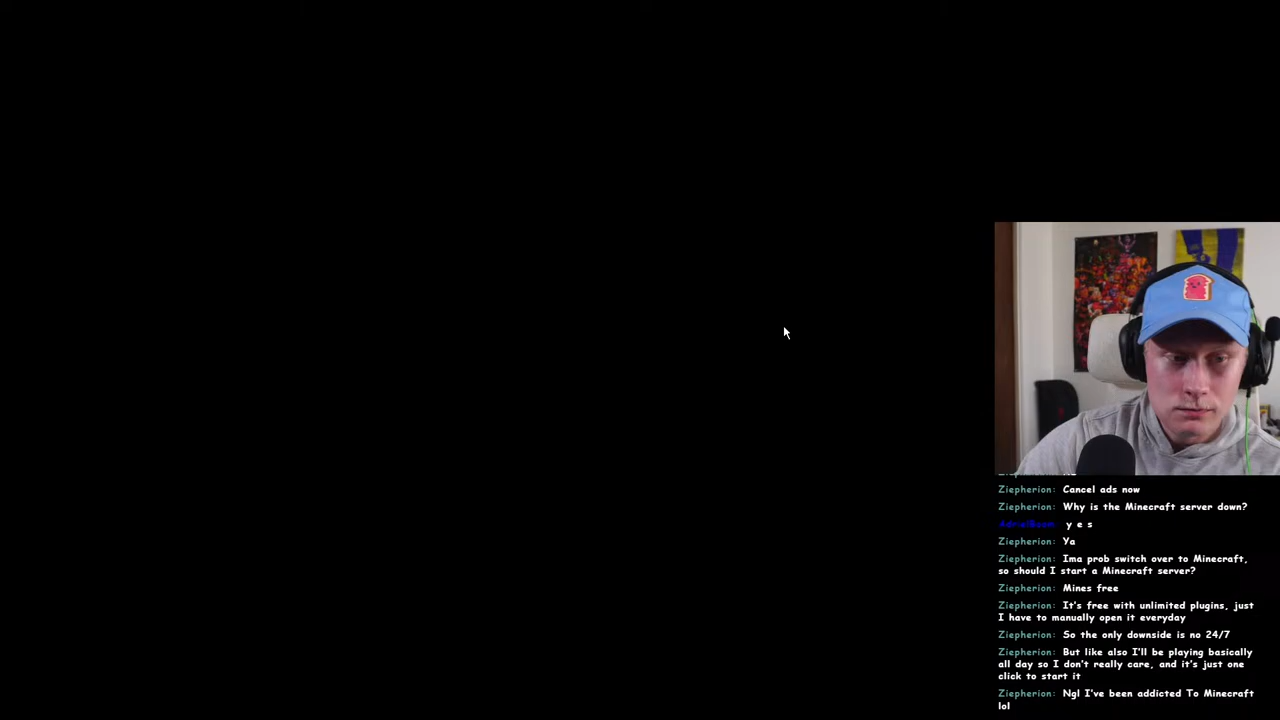 Ziepherion: Cancel ads now
Ziepherion: Why is the Minecraft server down?
AdrielBoom: y e s
Ziepherion: Ya
Ziepherion: Ima prob switch over to Minecraft,
so should I start a Minecraft server?
Ziepherion: Mines free
Ziepherion: It's free with unlimited plugins, just
I have to manually open it everyday
Ziepherion: So the only downside is no 24/7
Ziepherion: But like also I'll be playing basically
all day so I don't really care, and it's just one
click to start it
Ziepherion: Ngl I've been addicted To Minecraft
lol